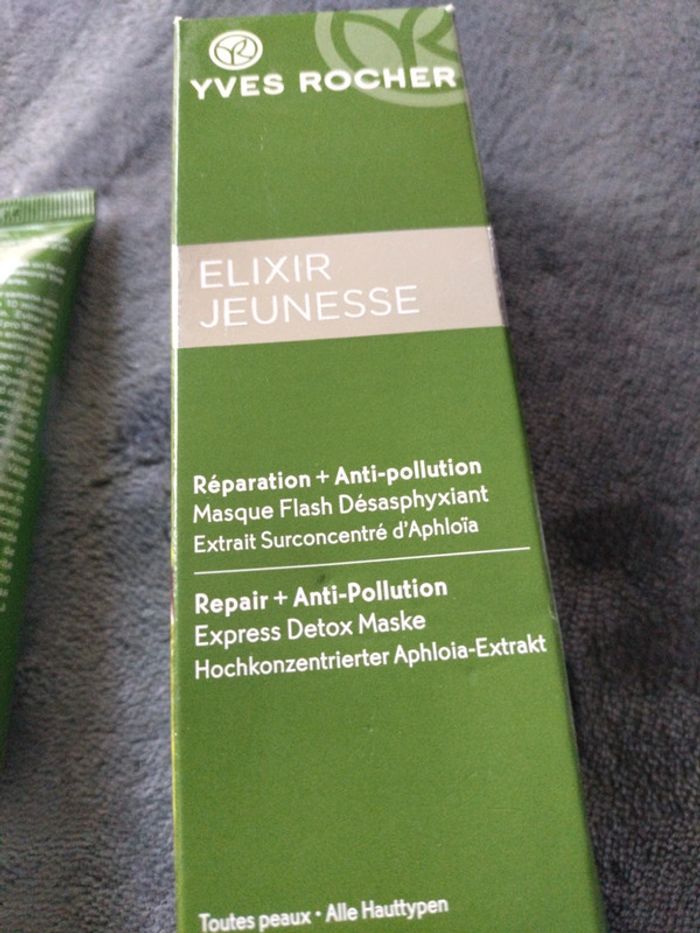 YVES ROCHER
ELIXIR
JEUNESSE
Réparation + Anti-pollution
Masque Flash Désasphyxiant
Extrait Surconcentré d'Aphloïa
Repair + Anti-Pollution
Express Detox Maske
Hochkonzentrierter Aphloia-Extrakt
Toutes peaux • Alle Hauttypen